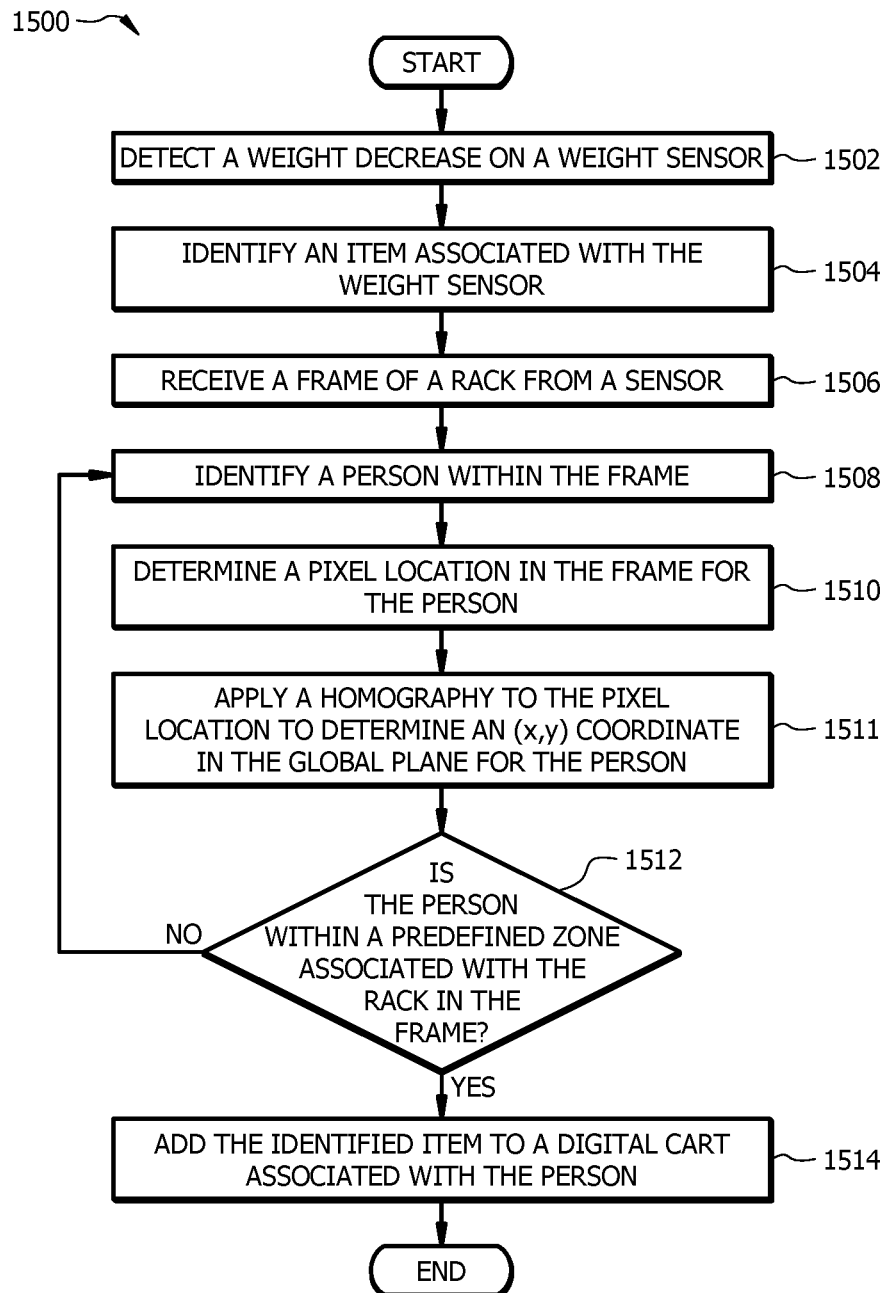 1500
START
DETECT A WEIGHT DECREASE ON A WEIGHT SENSOR
1502
IDENTIFY AN ITEM ASSOCIATED WITH THE
WEIGHT SENSOR
1504
RECEIVE A FRAME OF A RACK FROM A SENSOR
1506
IDENTIFY A PERSON WITHIN THE FRAME
1508
DETERMINE A PIXEL LOCATION IN THE FRAME FOR
THE PERSON
1510
APPLY A HOMOGRAPHY TO THE PIXEL
LOCATION TO DETERMINE AN (x,y) COORDINATE
IN THE GLOBAL PLANE FOR THE PERSON
1511
IS
THE PERSON
WITHIN A PREDEFINED ZONE
ASSOCIATED WITH THE
RACK IN THE
FRAME?
1512
NO
YES
ADD THE IDENTIFIED ITEM TO A DIGITAL CART
ASSOCIATED WITH THE PERSON
1514
END